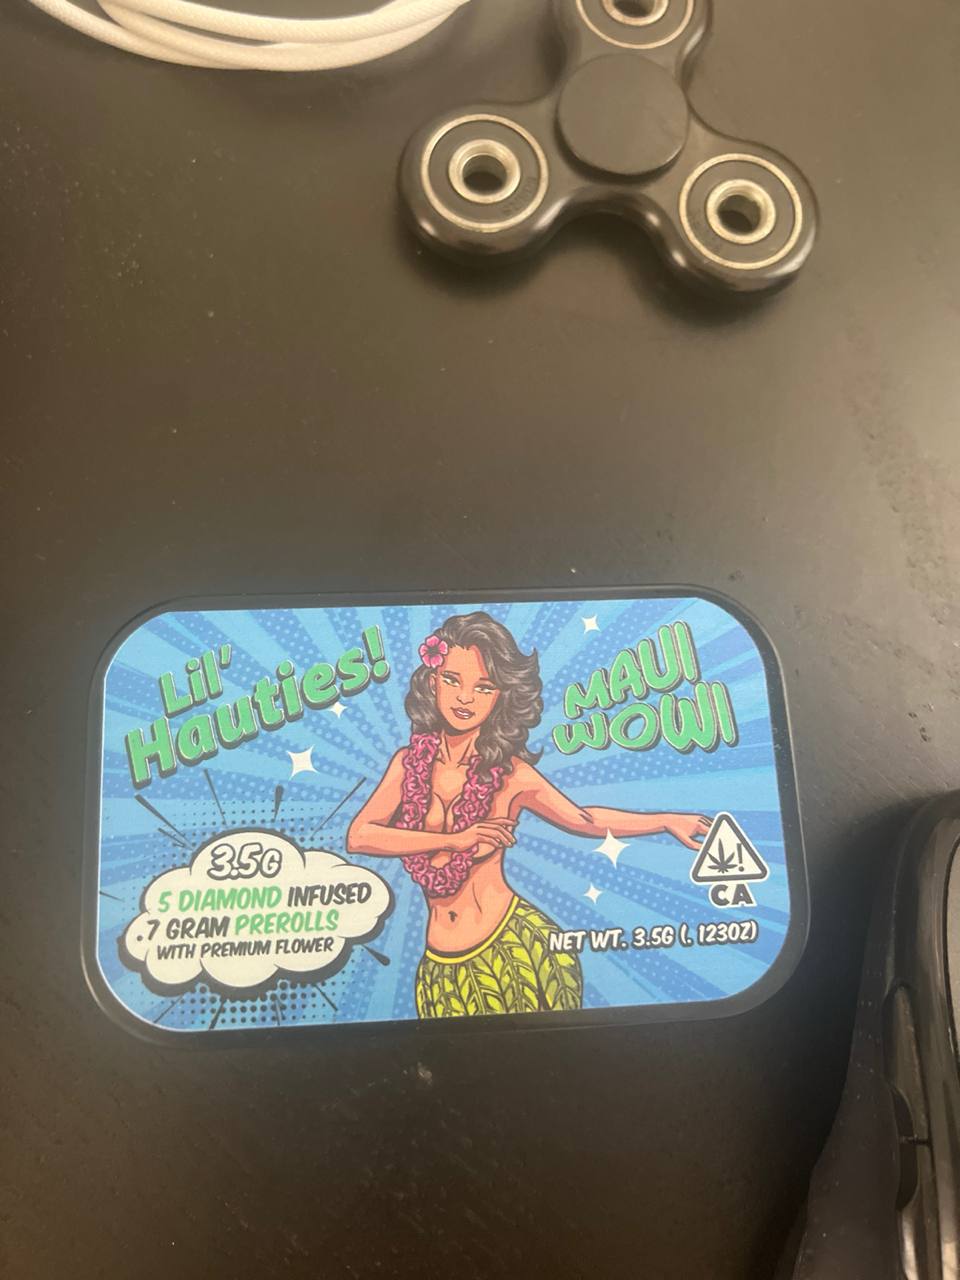 Lil'
Hauties!
MAUI
WOWI
3.5G
5 DIAMOND INFUSED
.7 GRAM PREROLLS
WITH PREMIUM FLOWER
CA
NET WT. 3.5G (. 123OZ)